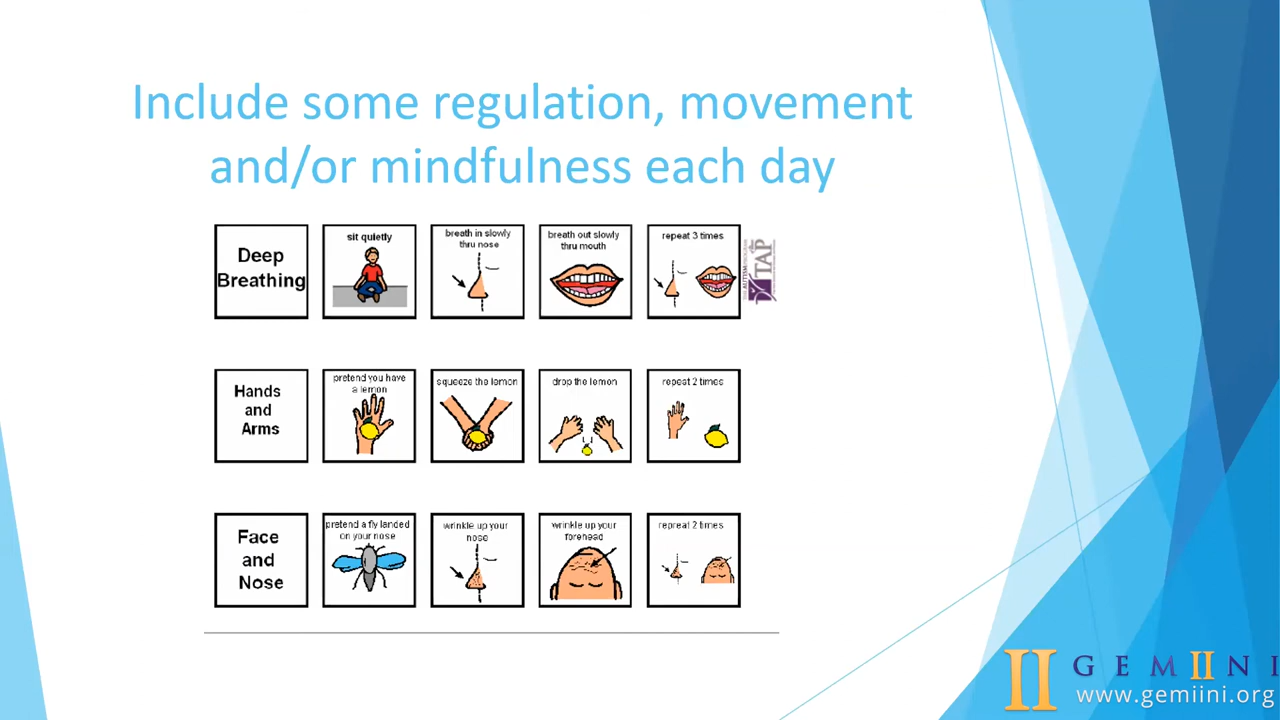 Include some regulation, movement
and/or mindfulness each day
Deep
Breathing
sit quietly
breath in slowly
thru nose
breath out slowly
thru mouth
repeat 3 times
TAP
Hands
and
Arms
pretend you have
a lemon
squeeze the lemon
drop the lemon
repeat 2 times
Face
and
Nose
pretend a fly landed
on your nose
wrinkle up your
nose
wrinkle up your
forehead
repreat 2 times
GEMIINI
www.gemiini.org